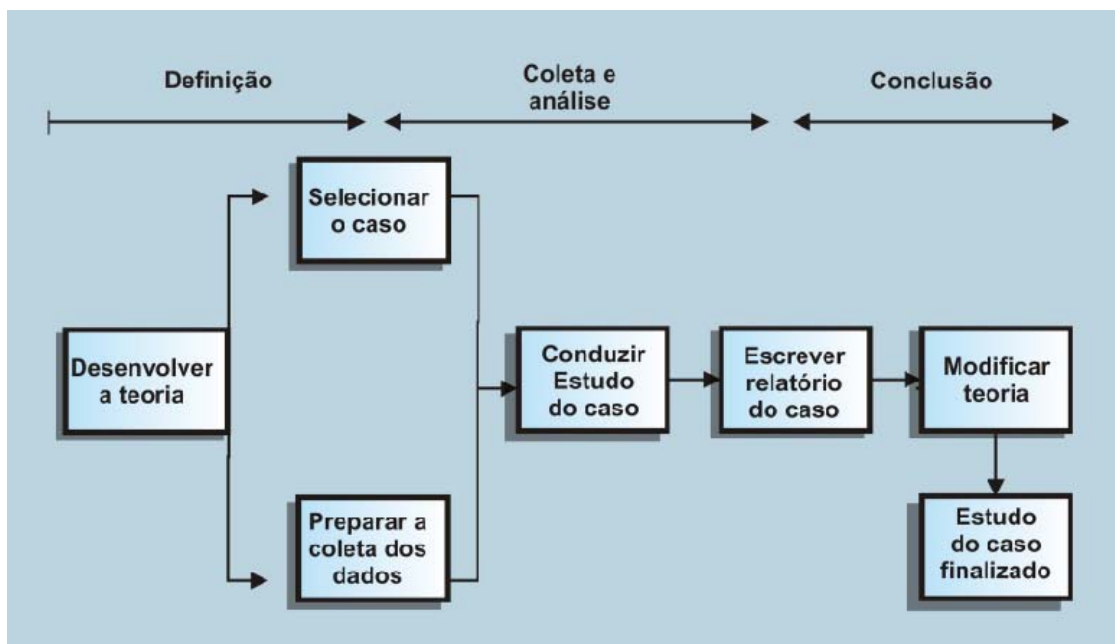 Definição
Coleta e
análise
Conclusão
Selecionar
o caso
Desenvolver
a teoria
Conduzir
Estudo
do caso
Escrever
relatório
do caso
Modificar
teoria
Preparar a
coleta dos
dados
Estudo
do caso
finalizado